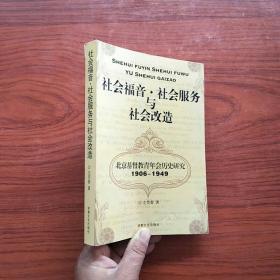 SHEHUI FUYIN SHEHUI FUWU
YU SHEHUI GAIZAO
社会福音·社会服务
与
社会改造
北京基督教青年会历史研究
1906-1949
著
社会福音·社会服务与社会改造
著